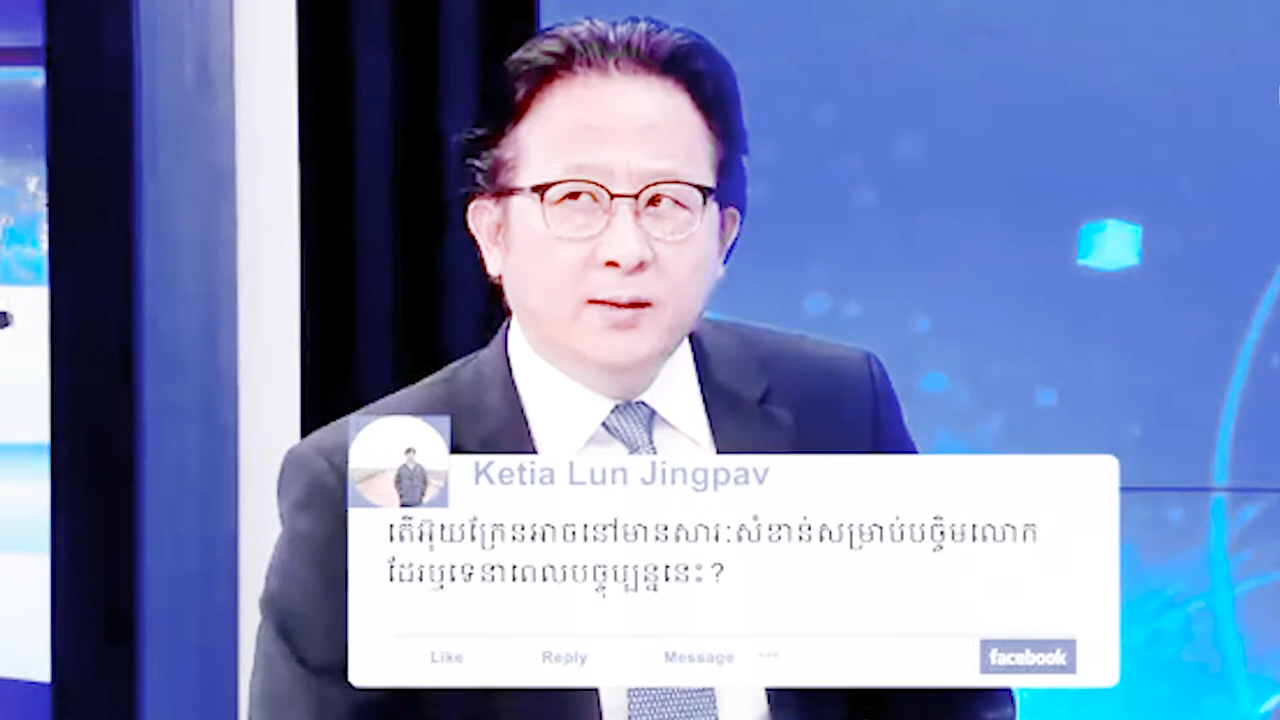 Ketia Lun Jingpav
តើអ៊ុយក្រែនអាចនៅមានសារៈសំខាន់សម្រាប់បច្ចិមលោក
ដែរឬទេនាពេលបច្ចុប្បន្ននេះ?
Like Reply Message ...
facebook